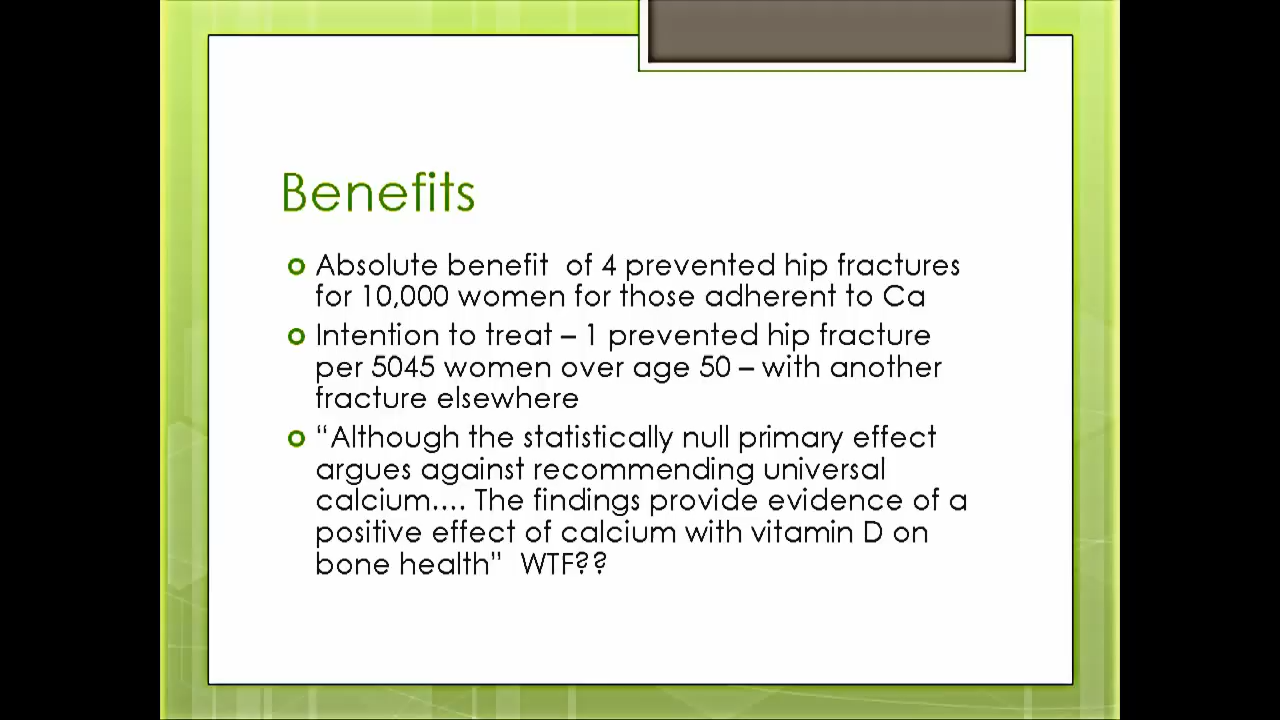 Benefits
Absolute benefit of 4 prevented hip fractures
for 10,000 women for those adherent to Ca
Intention to treat – 1 prevented hip fracture
per 5045 women over age 50 – with another
fracture elsewhere
“Although the statistically null primary effect
argues against recommending universal
calcium…. The findings provide evidence of a
positive effect of calcium with vitamin D on
bone health” WTF??